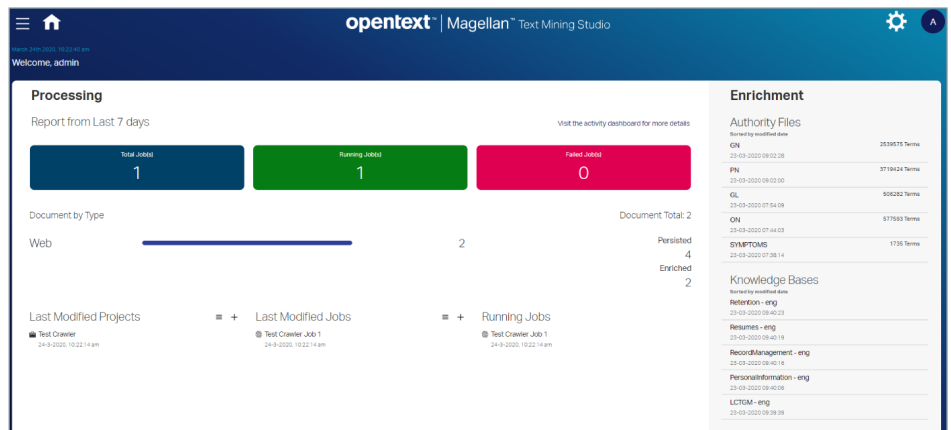 opentext™ | Magellan™ Text Mining Studio
A
March 24th 2020, 10:22:40 am
Welcome, admin
Processing
Report from Last 7 days
Visit the activity dashboard for more details
Total Job(s)
1
Running Job(s)
1
Failed Job(s)
0
Document by Type
Document Total: 2
Web
2
Persisted
4
Enriched
2
Last Modified Projects
Test Crawler
24-3-2020, 10:22:14 am
Last Modified Jobs
Test Crawler Job 1
24-3-2020, 10:22:14 am
Running Jobs
Test Crawler Job 1
24-3-2020, 10:22:14 am
Enrichment
Authority Files
Sorted by modified date
GN 2539575 Terms
23-03-2020 09:52:28
PN 3719424 Terms
23-03-2020 09:02:00
GL 506282 Terms
23-03-2020 07:54:09
ON 577593 Terms
23-03-2020 07:44:03
SYMPTOMS 1735 Terms
23-03-2020 07:38:14
Knowledge Bases
Sorted by modified date
Retention - eng
23-03-2020 09:40:23
Resumes - eng
23-03-2020 09:40:19
RecordManagement - eng
23-03-2020 09:40:16
PersonalInformation - eng
23-03-2020 09:40:06
LCTGM - eng
23-03-2020 09:39:39